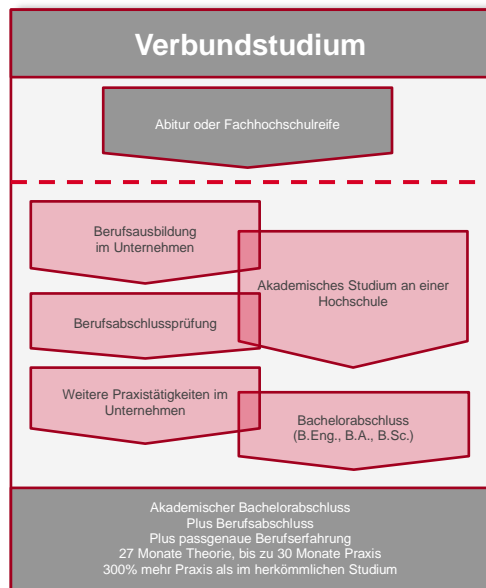 Verbundstudium
Abitur oder Fachhochschulreife
Berufsausbildung
im Unternehmen
Akademisches Studium an einer
Hochschule
Berufsabschlussprüfung
Weitere Praxistätigkeiten im
Unternehmen
Bachelorabschluss
(B.Eng., B.A., B.Sc.)
Akademischer Bachelorabschluss
Plus Berufsabschluss
Plus passgenaue Berufserfahrung
27 Monate Theorie, bis zu 30 Monate Praxis
300% mehr Praxis als im herkömmlichen Studium